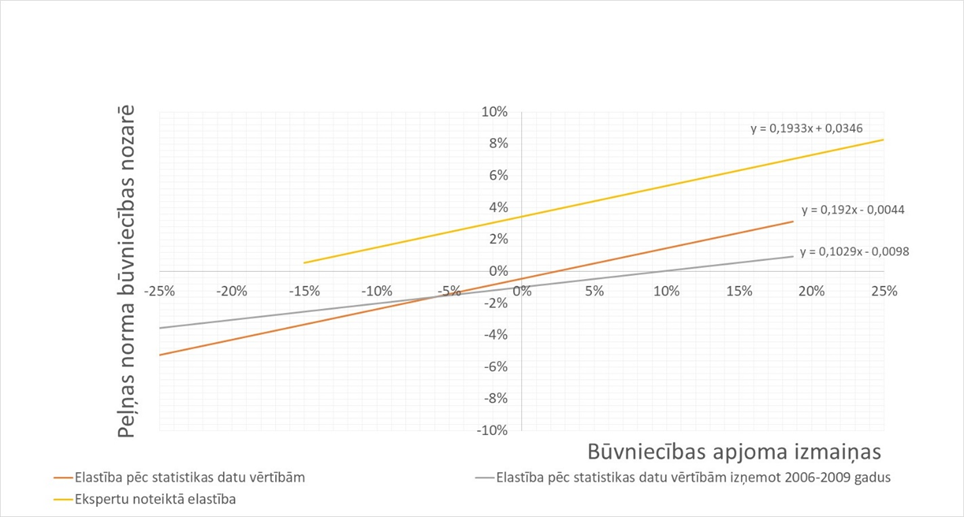 Peļņas norma būvniecības nozarē
10%
8%
6%
4%
2%
0%
-2%
-4%
-6%
-8%
-10%
-25%
-20%
-15%
-10%
-5%
0%
5%
10%
15%
20%
25%
y = 0,1933x + 0,0346
y = 0,192x - 0,0044
y = 0,1029x - 0,0098
Būvniecības apjoma izmaiņas
Elastība pēc statistikas datu vērtībām
Elastība pēc statistikas datu vērtībām izņemot 2006-2009 gadus
Ekspertu noteiktā elastība